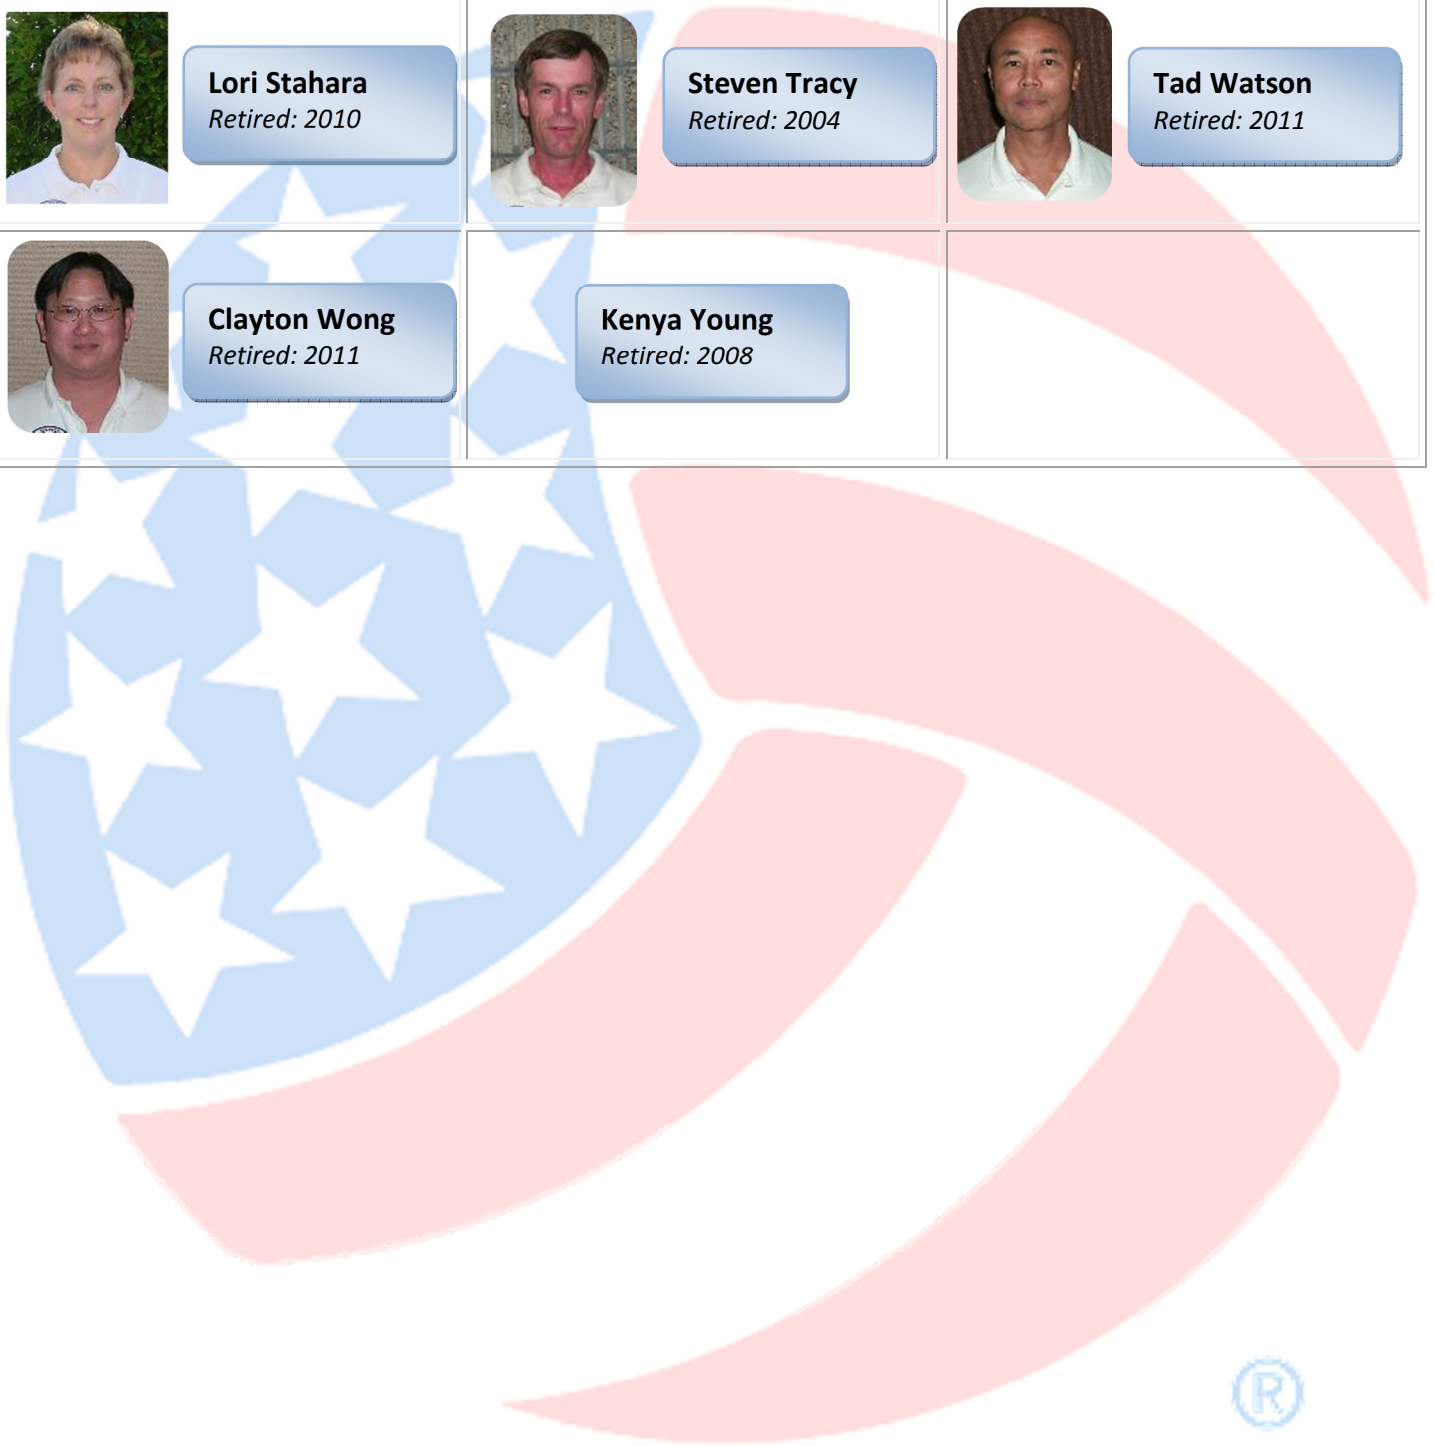 Lori Stahara
Retired: 2010
Steven Tracy
Retired: 2004
Tad Watson
Retired: 2011
Clayton Wong
Retired: 2011
Kenya Young
Retired: 2008
®